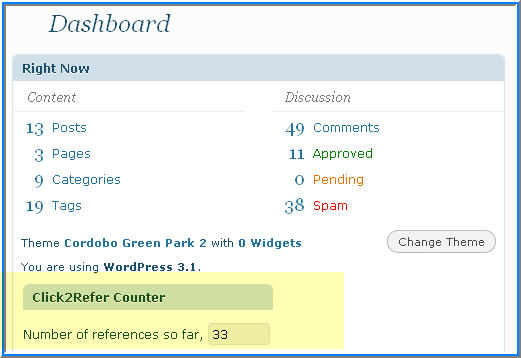 Dashboard
Right Now
Content
13 Posts
3 Pages
9 Categories
19 Tags
Discussion
49 Comments
11 Approved
0 Pending
38 Spam
Theme Cordobo Green Park 2 with 0 Widgets
Change Theme
You are using WordPress 3.1.
Click2Refer Counter
Number of references so far, 33